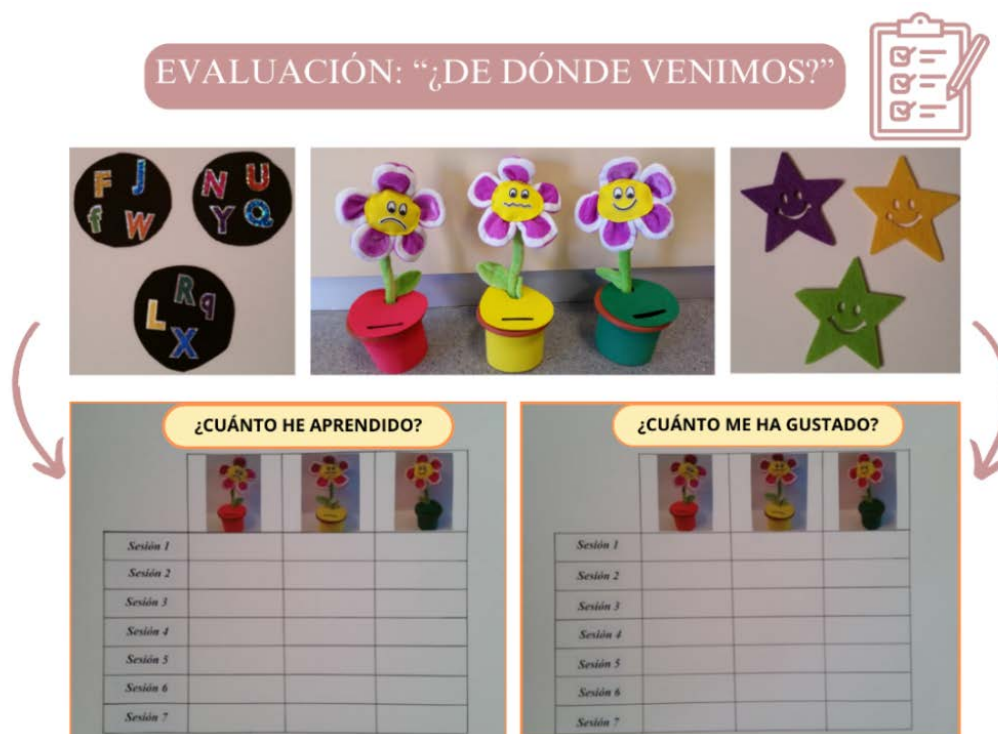 EVALUACIÓN: “¿DE DÓNDE VENIMOS?”
F J
f W
N U
Y Q
R q
L X
¿CUÁNTO HE APRENDIDO?
Sesión 1
Sesión 2
Sesión 3
Sesión 4
Sesión 5
Sesión 6
Sesión 7
¿CUÁNTO ME HA GUSTADO?
Sesión 1
Sesión 2
Sesión 3
Sesión 4
Sesión 5
Sesión 6
Sesión 7